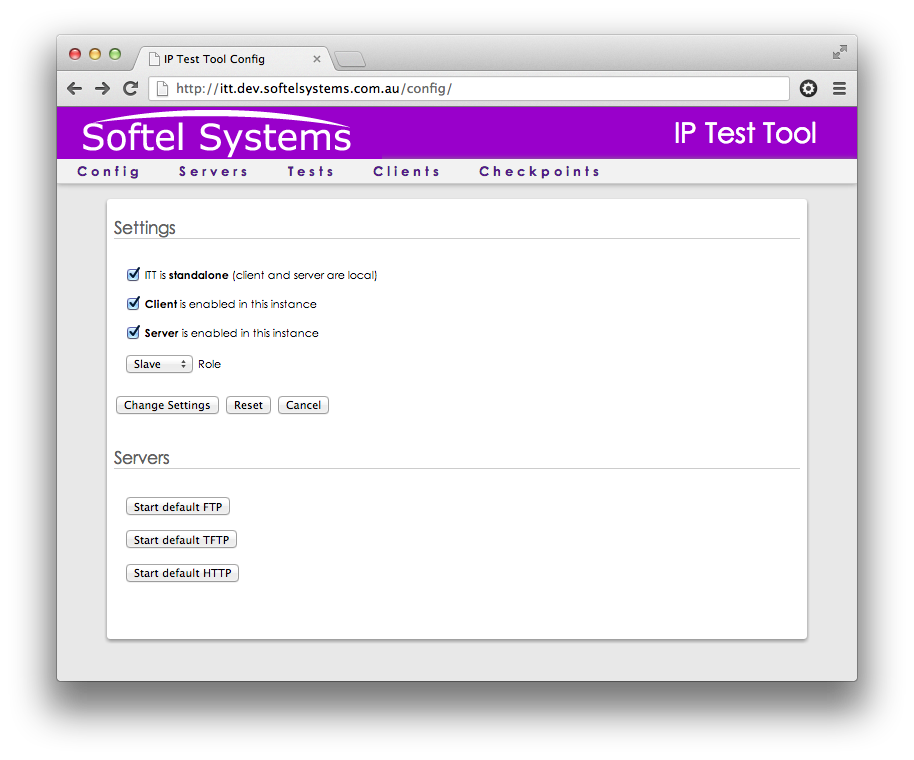 IP Test Tool Config
http://itt.dev.softelsystems.com.au/config/
Softel Systems
IP Test Tool
Config Servers Tests Clients Checkpoints
Settings
ITT is standalone (client and server are local)
Client is enabled in this instance
Server is enabled in this instance
Slave Role
Change Settings Reset Cancel
Servers
Start default FTP
Start default TFTP
Start default HTTP